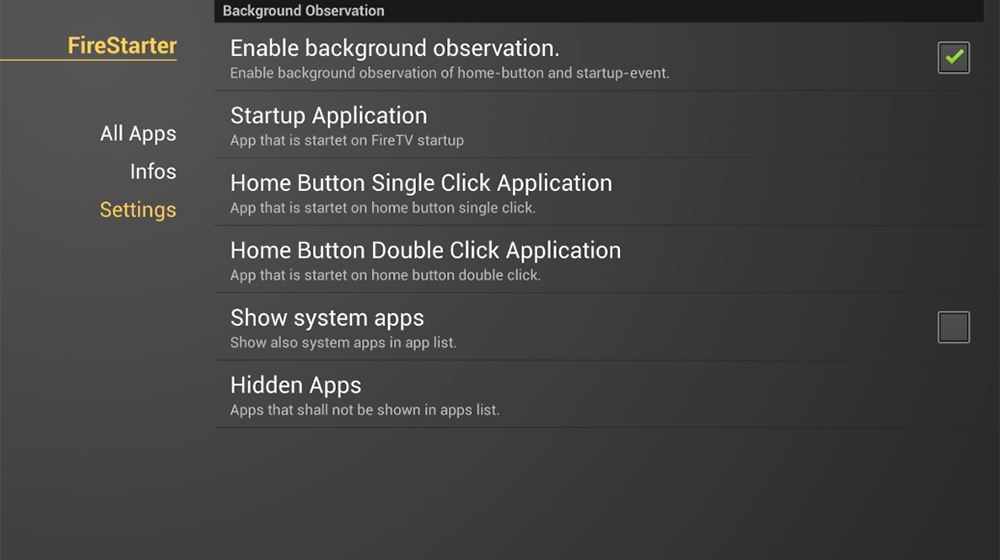 Background Observation
FireStarter
All Apps
Infos
Settings
Enable background observation.
Enable background observation of home-button and startup-event.
Startup Application
App that is startet on FireTV startup
Home Button Single Click Application
App that is startet on home button single click.
Home Button Double Click Application
App that is startet on home button double click.
Show system apps
Show also system apps in app list.
Hidden Apps
Apps that shall not be shown in apps list.